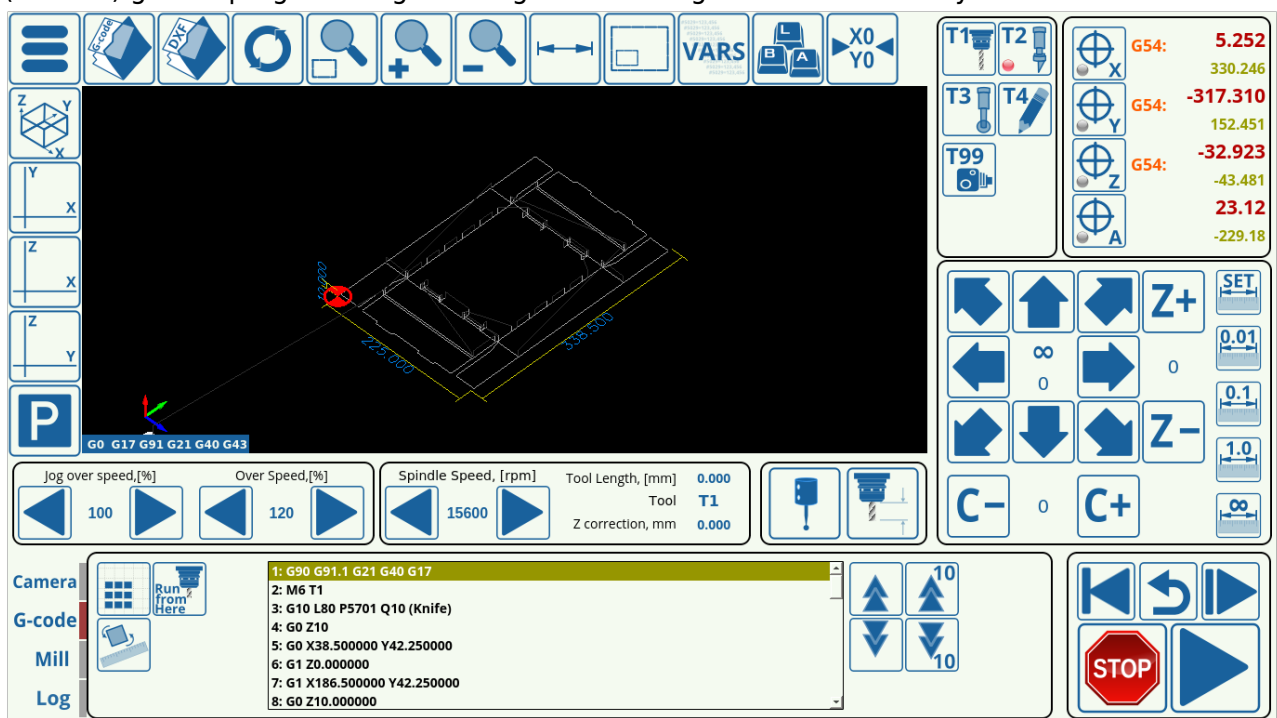 G-code
DXF
VARS
L
B
A
X0
Y0
T1
T2
T3
T4
T99
X
G54:
5.252
330.246
Y
G54:
-317.310
152.451
Z
G54:
-32.923
-43.481
A
23.12
-229.18
Z
Y
X
Y
X
Z
X
Z
Y
P
225.000
338.500
G0 G17 G91 G21 G40 G43
Z+
SET
∞
0
0
0.01
0.1
Z-
1.0
C-
0
C+
∞
Jog over speed,[%]
100
Over Speed,[%]
120
Spindle Speed, [rpm]
15600
Tool Length, [mm] 0.000
Tool T1
Z correction, mm 0.000
Camera
G-code
Mill
Log
Run
from
Here
1: G90 G91.1 G21 G40 G17
2: M6 T1
3: G10 L80 P5701 Q10 (Knife)
4: G0 Z10
5: G0 X38.500000 Y42.250000
6: G1 Z0.000000
7: G1 X186.500000 Y42.250000
8: G0 Z10.000000
10
10
STOP